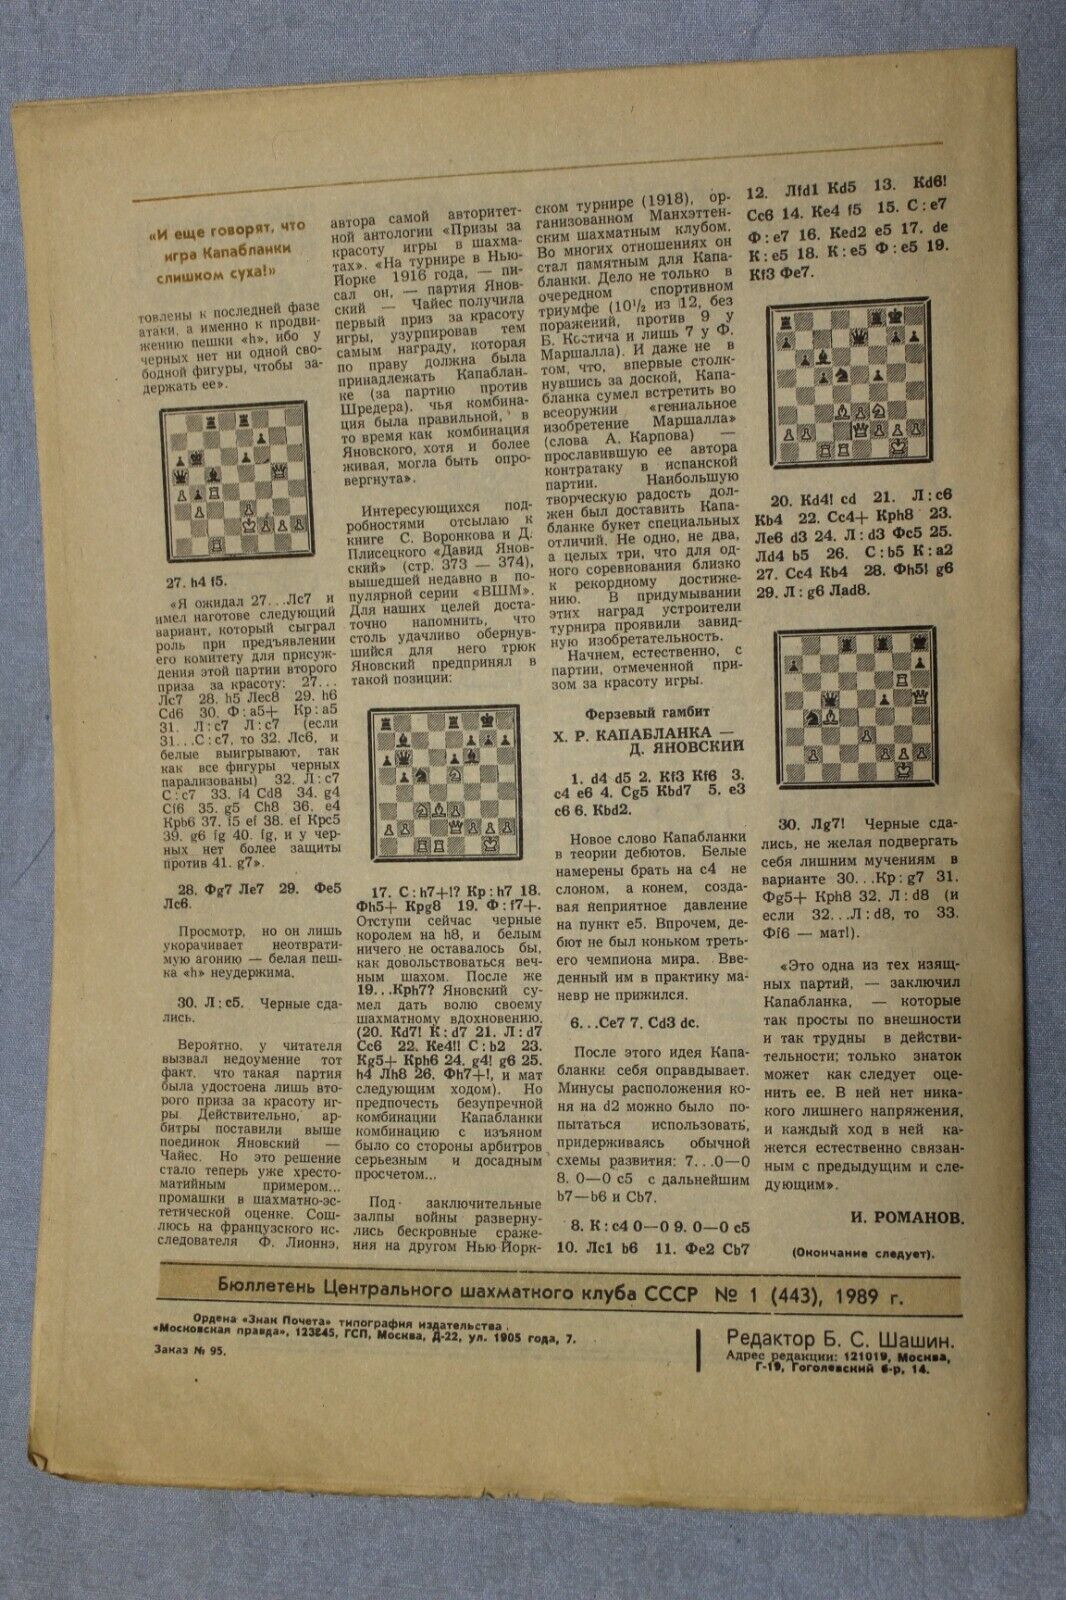 «И еще говорят, что
игра Капабланки
слишком суха!»
товлены к последней фазе
атаки, а именно к продви-
жению пешки «h», ибо у
черных нет ни одной сво-
бодной фигуры, чтобы за-
держать ее».
27. h4 f5.
«Я ожидал 27...Лс7 и
имел наготове следующий
вариант, который сыграл
роль при предъявлении
его комитету для присуж-
дения этой партии второго
приза за красоту: 27...
Лс7 28. h5 Лес8 29. h6
Cd6 30. Ф:а5+ Кр:а5
31. Л:с7 Л:с7 (если
31...С:с7, то 32. Лс6, и
белые выигрывают, так
как все фигуры черных
парализованы) 32. Л:с7
С:с7 33. f4 Cd8 34. g4
Cf6 35. g5 Ch8 36. e4
Крb6 37. f5 ef 38. ef Крс5
39. g6 fg 40. fg, и у чер-
ных нет более защиты
против 41. g7».
28. Фg7 Ле7 29. Фе5
Лс6.
Просмотр, но он лишь
укорачивает неотврати-
мую агонию — белая пеш-
ка «h» неудержима.
30. Л:с5. Черные сда-
лись.
Вероятно, у читателя
вызвал недоумение тот
факт, что такая партия
была удостоена лишь вто-
рого приза за красоту иг-
ры. Действительно, ар-
битры поставили выше
поединок Яновский —
Чайес. Но это решение
стало теперь уже хресто-
матийным примером...
промашки в шахматно-эс-
тетической оценке. Сош-
люсь на французского ис-
следователя Ф. Лионнэ,
автора самой авторитет-
ной антологии «Призы за
красоту игры в шахма-
тах». «На турнире в Нью-
Йорке 1916 года, — пи-
сал он, — партия Янов-
ский — Чайес получила
первый приз за красоту
игры, узурпировав тем
самым награду, которая
по праву должна была
принадлежать Капаблан-
ке (за партию против
Шредера), чья комбина-
ция была правильной, в
то время как комбинация
Яновского, хотя и более
живая, могла быть опро-
вергнута».
Интересующихся под-
робностями отсылаю к
книге С. Воронкова и Д.
Плисецкого «Давид Янов-
ский» (стр. 373 — 374),
вышедшей недавно в по-
пулярной серии «ВШМ».
Для наших целей доста-
точно напомнить, что
столь удачливо обернув-
шийся для него трюк
Яновский предпринял в
такой позиции:
17. С:h7+!? Кр:h7 18.
Фh5+ Крg8 19. Ф:f7+.
Отступи сейчас черные
королем на h8, и белым
ничего не оставалось бы,
как довольствоваться веч-
ным шахом. После же
19...Крh7? Яновский су-
мел дать волю своему
шахматному вдохновению.
(20. Kd7! К:d7 21. Л:d7
Сс6 22. Ке4!! С:b2 23.
Kg5+ Крh6 24. g4! g6 25.
h4 Лh8 26. Фh7+!, и мат
следующим ходом). Но
предпочесть безупречной
комбинации Капабланки
комбинацию с изъяном
было со стороны арбитров
серьезным и досадным
просчетом...
Под заключительные
залпы войны разверну-
лись бескровные сраже-
ния на другом Нью-Йорк-
ском турнире (1918), ор-
ганизованном Манхэттен-
ским шахматным клубом.
Во многих отношениях он
стал памятным для Капа-
бланки. Дело не только в
очередном спортивном
триумфе (10½ из 12, без
поражений, против 9 у
Б. Костича и лишь 7 у Ф.
Маршалла). И даже не в
том, что, впервые столк-
нувшись за доской, Капа-
бланка сумел встретить во
всеоружии «гениальное
изобретение Маршалла»
(слова А. Карпова) —
прославившую ее автора
контратаку в испанской
партии. Наибольшую
творческую радость дол-
жен был доставить Капа-
бланке букет специальных
отличий. Не одно, не два,
а целых три, что для од-
ного соревнования близко
к рекордному достиже-
нию. В придумывании
этих наград устроители
турнира проявили завид-
ную изобретательность.
Начнем, естественно, с
партии, отмеченной при-
зом за красоту игры.
Ферзевый гамбит
Х. Р. КАПАБЛАНКА —
Д. ЯНОВСКИЙ
1. d4 d5 2. Kf3 Kf6 3.
c4 e6 4. Cg5 Kbd7 5. e3
c6 6. Kbd2.
Новое слово Капабланки
в теории дебютов. Белые
намерены брать на c4 не
слоном, а конем, созда-
вая неприятное давление
на пункт e5. Впрочем, де-
бют не был коньком треть-
его чемпиона мира. Вве-
денный им в практику ма-
невр не прижился.
6...Се7 7. Cd3 dc.
После этого идея Капа-
бланки себя оправдывает.
Минусы расположения ко-
ня на d2 можно было по-
пытаться использовать,
придерживаясь обычной
схемы развития: 7...0—0
8. 0—0 c5 с дальнейшим
b7—b6 и Cb7.
8. К:с4 0—0 9. 0—0 c5
10. Лс1 b6 11. Фе2 Cb7
12. Лfd1 Kd5 13. Kd6!
Сс6 14. Ке4 f5 15. С:е7
Ф:е7 16. Ked2 e5 17. de
К:е5 18. К:е5 Ф:е5 19.
Kf3 Фе7.
20. Kd4! cd 21. Л:с6
Kb4 22. Сс4+ Крh8 23.
Ле6 d3 24. Л:d3 Фс5 25.
Лd4 b5 26. С:b5 К:а2
27. Сс4 Kb4 28. Фh5! g6
29. Л:g6 Лad8.
30. Лg7! Черные сда-
лись, не желая подвергать
себя лишним мучениям в
варианте 30...Кр:g7 31.
Фg5+ Крh8 32. Л:d8 (и
если 32...Л:d8, то 33.
Фf6 — мат!).
«Это одна из тех изящ-
ных партий, — заключил
Капабланка, — которые
так просты по внешности
и так трудны в действи-
тельности; только знаток
может как следует оце-
нить ее. В ней нет ника-
кого лишнего напряжения,
и каждый ход в ней ка-
жется естественно связан-
ным с предыдущим и сле-
дующим».
И. РОМАНОВ.
(Окончание следует).
Бюллетень Центрального шахматного клуба СССР № 1 (443), 1989 г.
Ордена «Знак Почета» типография издательства
«Московская правда», 123845, ГСП, Москва, Д-22, ул. 1905 года, 7.
Заказ № 95.
Редактор Б. С. Шашин.
Адрес редакции: 121019, Москва,
Г-19, Гоголевский б-р, 14.